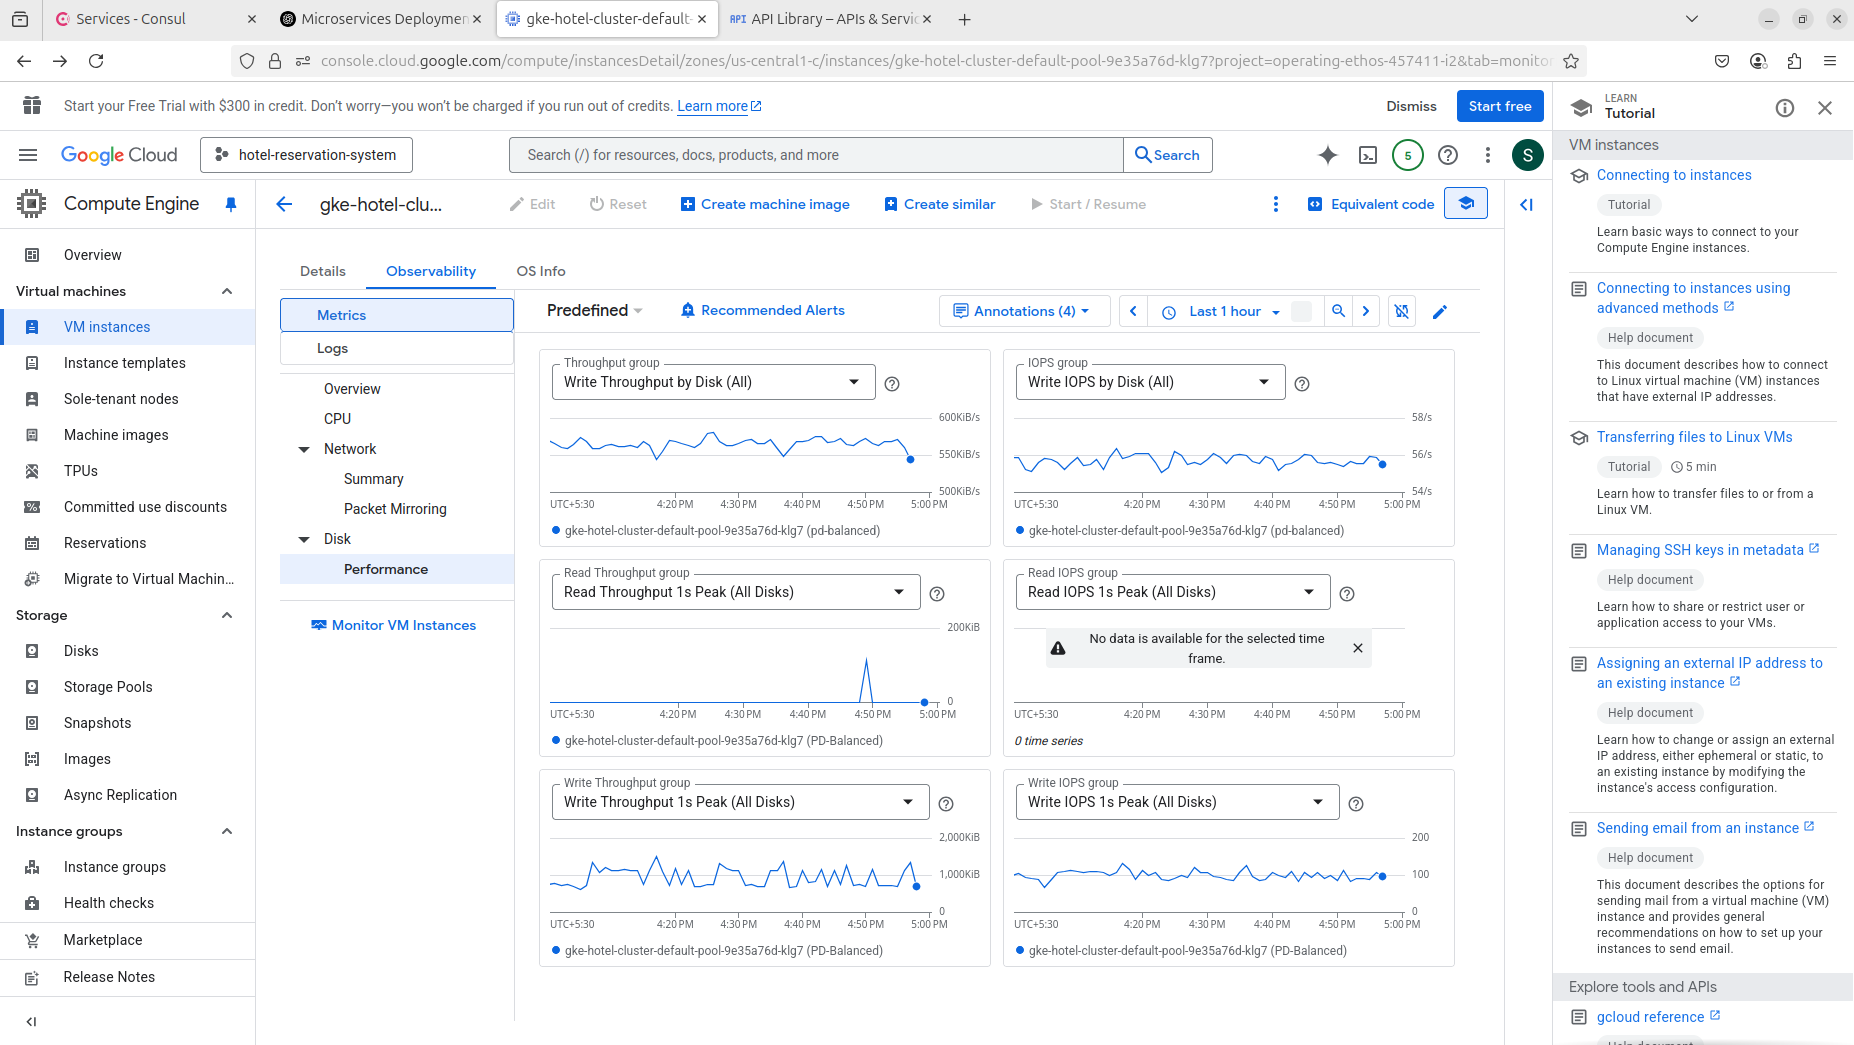 Services - Consul
Microservices Deploymen
gke-hotel-cluster-default-
API API Library – APIs & Servic
console.cloud.google.com/compute/instancesDetail/zones/us-central1-c/instances/gke-hotel-cluster-default-pool-9e35a76d-klg7?project=operating-ethos-457411-i2&tab=monitor
Start your Free Trial with $300 in credit. Don't worry—you won't be charged if you run out of credits. Learn more
Dismiss
Start free
Google Cloud
hotel-reservation-system
Search (/) for resources, docs, products, and more
Search
5
S
Compute Engine
Overview
Virtual machines
VM instances
Instance templates
Sole-tenant nodes
Machine images
TPUs
Committed use discounts
Reservations
Migrate to Virtual Machin...
Storage
Disks
Storage Pools
Snapshots
Images
Async Replication
Instance groups
Instance groups
Health checks
Marketplace
Release Notes
gke-hotel-clu...
Edit
Reset
Create machine image
Create similar
Start / Resume
Equivalent code
Details
Observability
OS Info
Metrics
Logs
Overview
CPU
Network
Summary
Packet Mirroring
Disk
Performance
Monitor VM Instances
Predefined
Recommended Alerts
Annotations (4)
Last 1 hour
Throughput group
Write Throughput by Disk (All)
600KiB/s
550KiB/s
500KiB/s
UTC+5:30 4:20 PM 4:30 PM 4:40 PM 4:50 PM 5:00 PM
gke-hotel-cluster-default-pool-9e35a76d-klg7 (pd-balanced)
IOPS group
Write IOPS by Disk (All)
58/s
56/s
54/s
UTC+5:30 4:20 PM 4:30 PM 4:40 PM 4:50 PM 5:00 PM
gke-hotel-cluster-default-pool-9e35a76d-klg7 (pd-balanced)
Read Throughput group
Read Throughput 1s Peak (All Disks)
200KiB
0
UTC+5:30 4:20 PM 4:30 PM 4:40 PM 4:50 PM 5:00 PM
gke-hotel-cluster-default-pool-9e35a76d-klg7 (PD-Balanced)
Read IOPS group
Read IOPS 1s Peak (All Disks)
No data is available for the selected time
frame.
UTC+5:30 4:20 PM 4:30 PM 4:40 PM 4:50 PM 5:00 PM
0 time series
Write Throughput group
Write Throughput 1s Peak (All Disks)
2,000KiB
1,000KiB
0
UTC+5:30 4:20 PM 4:30 PM 4:40 PM 4:50 PM 5:00 PM
gke-hotel-cluster-default-pool-9e35a76d-klg7 (PD-Balanced)
Write IOPS group
Write IOPS 1s Peak (All Disks)
200
100
0
UTC+5:30 4:20 PM 4:30 PM 4:40 PM 4:50 PM 5:00 PM
gke-hotel-cluster-default-pool-9e35a76d-klg7 (PD-Balanced)
LEARN
Tutorial
VM instances
Connecting to instances
Tutorial
Learn basic ways to connect to your
Compute Engine instances.
Connecting to instances using
advanced methods
Help document
This document describes how to connect
to Linux virtual machine (VM) instances
that have external IP addresses.
Transferring files to Linux VMs
Tutorial 5 min
Learn how to transfer files to or from a
Linux VM.
Managing SSH keys in metadata
Help document
Learn how to share or restrict user or
application access to your VMs.
Assigning an external IP address to
an existing instance
Help document
Learn how to change or assign an external
IP address, either ephemeral or static, to
an existing instance by modifying the
instance's access configuration.
Sending email from an instance
Help document
This document describes the options for
sending mail from a virtual machine (VM)
instance and provides general
recommendations on how to set up your
instances to send email.
Explore tools and APIs
gcloud reference
Help document